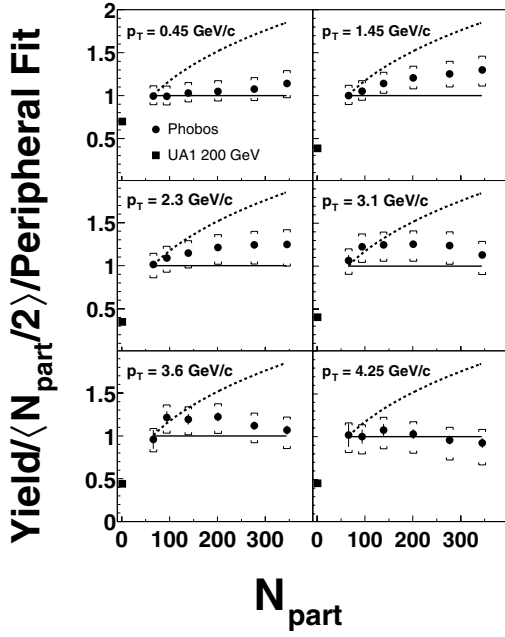 Yield/⟨N_part/2⟩/Peripheral Fit
2
1.5
1
0.5
p_T = 0.45 GeV/c
Phobos
UA1 200 GeV
p_T = 1.45 GeV/c
1.5
1
0.5
p_T = 2.3 GeV/c
p_T = 3.1 GeV/c
1.5
1
0.5
0
p_T = 3.6 GeV/c
p_T = 4.25 GeV/c
0 100 200 300 0 100 200 300
N_part